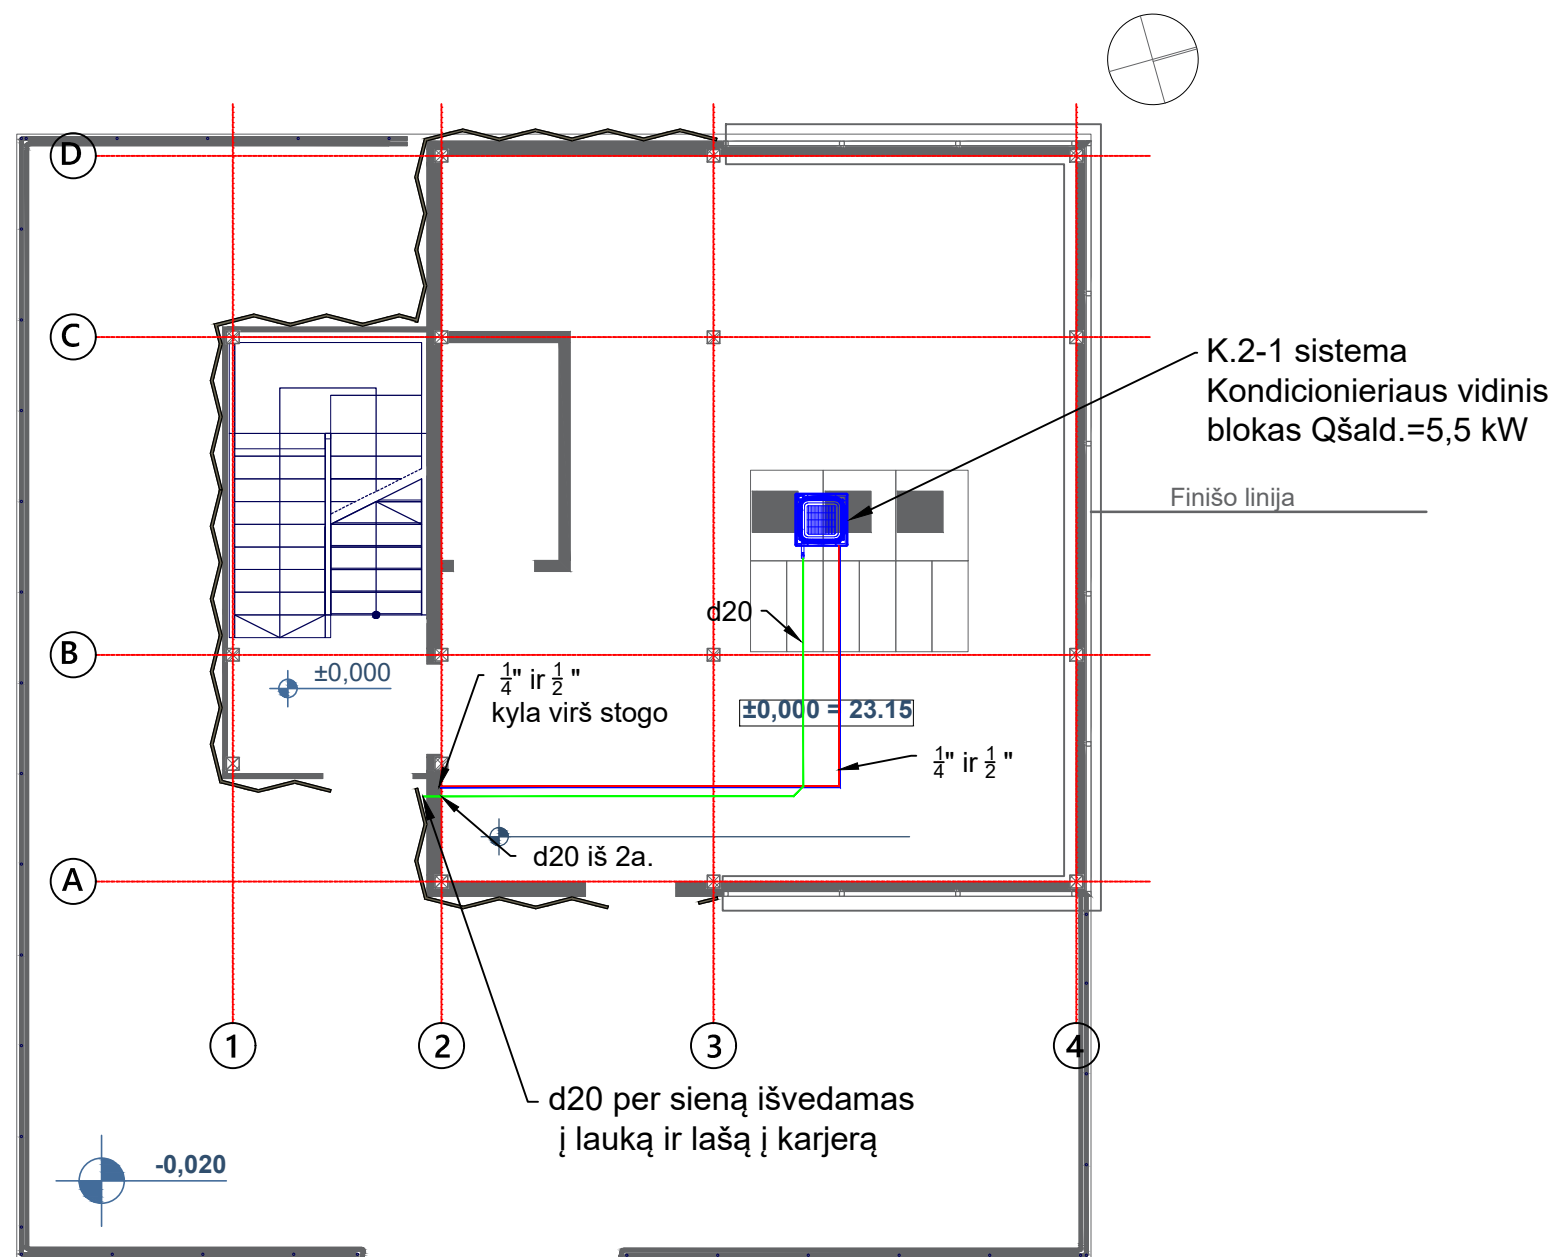 D
C
K.2-1 sistema
Kondicionieriaus vidinis
blokas Qšald.=5,5 kW
Finišo linija
d20
B
±0,000
1/4" ir 1/2"
kyla virš stogo
±0,000 = 23.15
1/4" ir 1/2"
d20 iš 2a.
A
1
2
3
4
d20 per sieną išvedamas
į lauką ir lašą į karjerą
-0,020